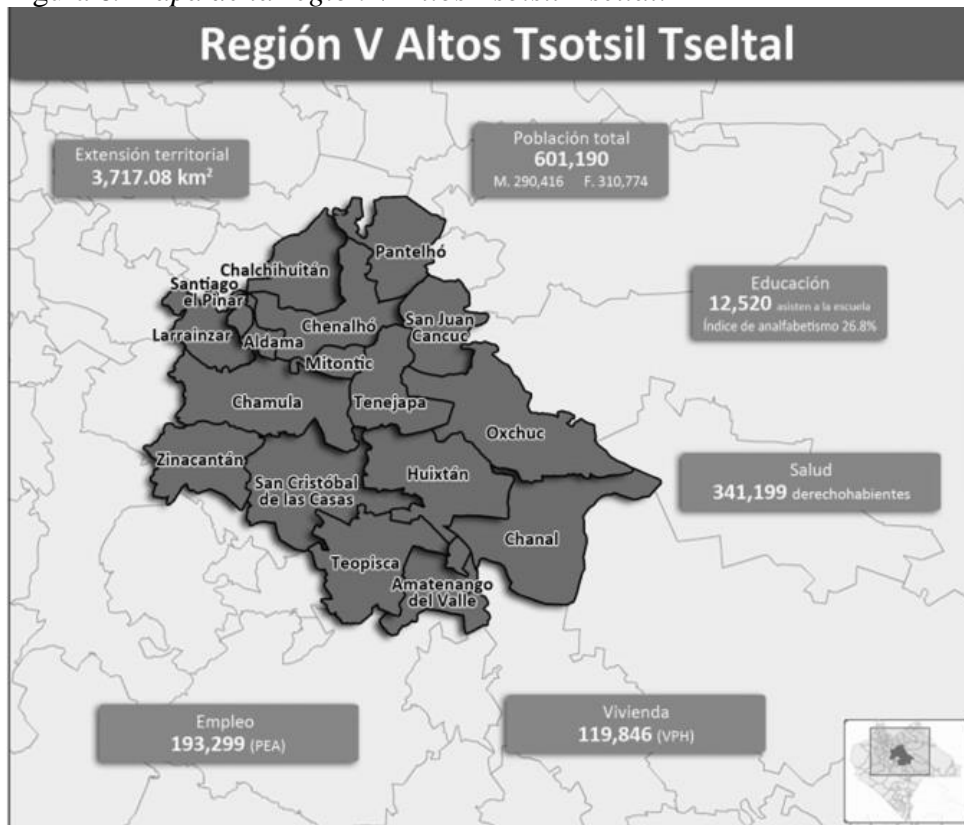 Región V Altos Tsotsil Tseltal
Extensión territorial
3,717.08 km²
Población total
601,190
M. 290,416 F. 310,774
Pantelhó
Chalchihuitán
Santiago
el Pinar
Chenalhó
San Juan
Cancuc
Larrainzar
Aldama
Mitontic
Chamula
Tenejapa
Oxchuc
Zinacantán
San Cristóbal
de las Casas
Huixtán
Chanal
Teopisca
Amatenango
del Valle
Educación
12,520 asisten a la escuela
Índice de analfabetismo 26.8%
Salud
341,199 derechohabientes
Empleo
193,299 (PEA)
Vivienda
119,846 (VPH)